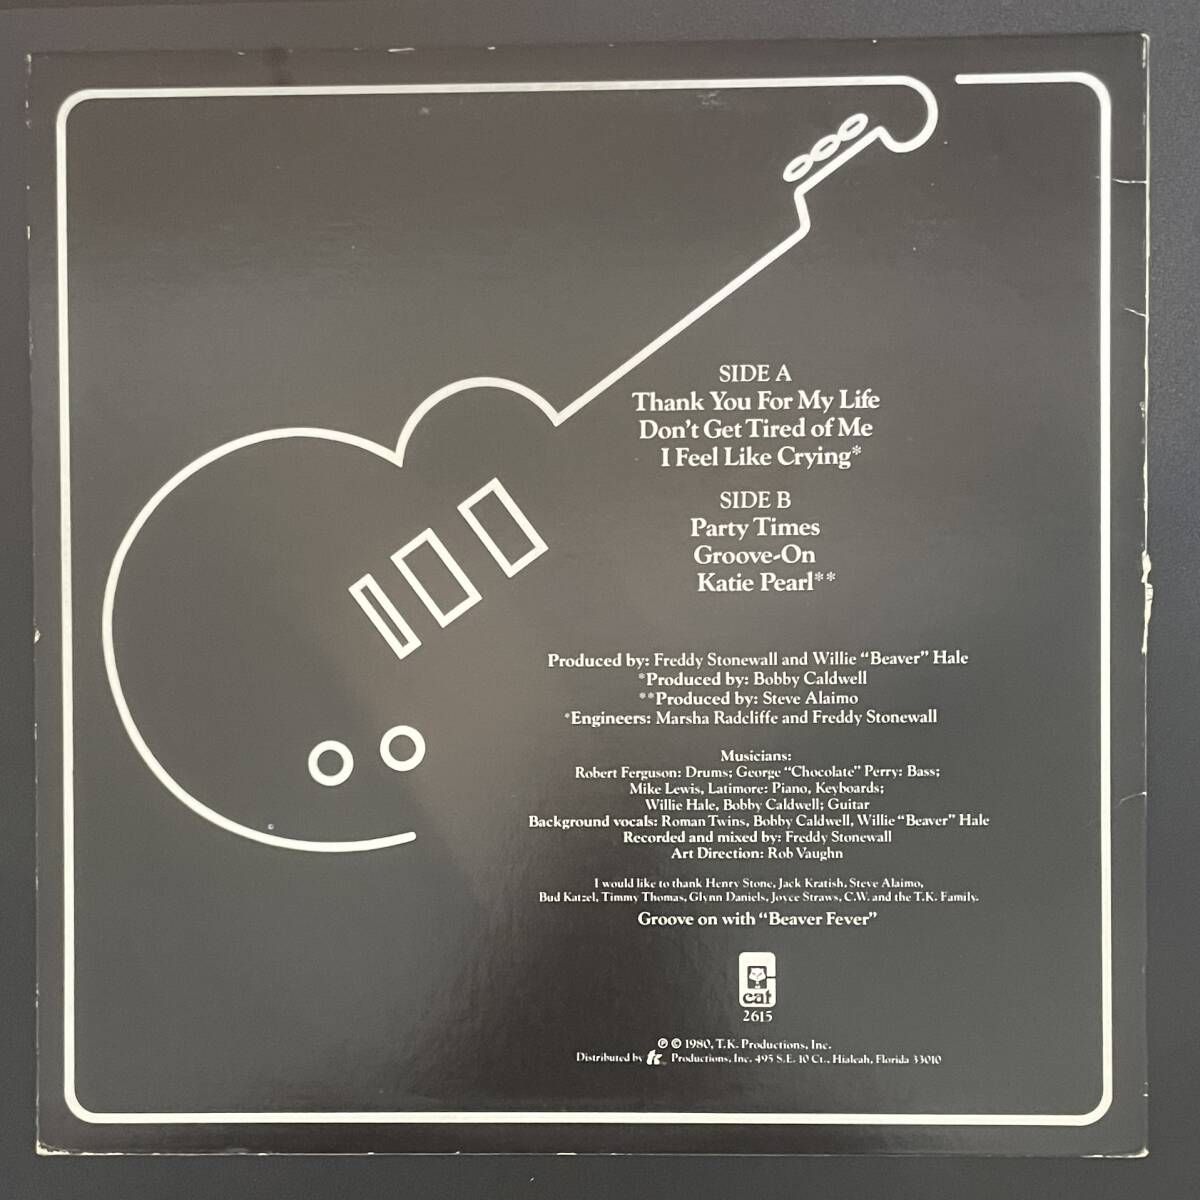 SIDE A
Thank You For My Life
Don't Get Tired of Me
I Feel Like Crying*
SIDE B
Party Times
Groove-On
Katie Pearl**
Produced by: Freddy Stonewall and Willie "Beaver" Hale
*Produced by: Bobby Caldwell
**Produced by: Steve Alaimo
*Engineers: Marsha Radcliffe and Freddy Stonewall
Musicians:
Robert Ferguson: Drums; George "Chocolate" Perry: Bass;
Mike Lewis, Latimore: Piano, Keyboards;
Willie Hale, Bobby Caldwell; Guitar
Background vocals: Roman Twins, Bobby Caldwell, Willie "Beaver" Hale
Recorded and mixed by: Freddy Stonewall
Art Direction: Rob Vaughn
I would like to thank Henry Stone, Jack Kratish, Steve Alaimo,
Bud Katzel, Timmy Thomas, Glynn Daniels, Joyce Straws, C.W. and the T.K. Family.
Groove on with "Beaver Fever"
cat
2615
℗ © 1980, T.K. Productions, Inc.
Distributed by TK Productions, Inc. 495 S.E. 10 Ct., Hialeah, Florida 33010